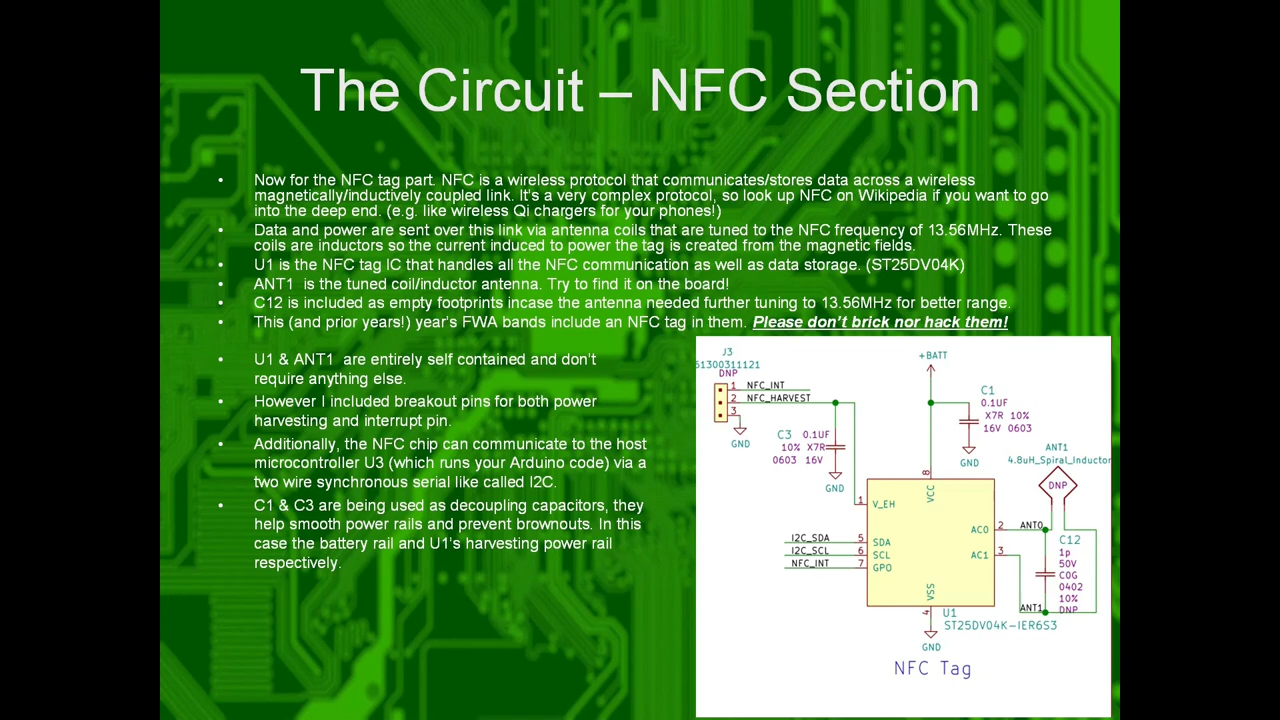 The Circuit – NFC Section
• Now for the NFC tag part. NFC is a wireless protocol that communicates/stores data across a wireless
magnetically/inductively coupled link. It's a very complex protocol, so look up NFC on Wikipedia if you want to go
into the deep end. (e.g. like wireless Qi chargers for your phones!)
• Data and power are sent over this link via antenna coils that are tuned to the NFC frequency of 13.56MHz. These
coils are inductors so the current induced to power the tag is created from the magnetic fields.
• U1 is the NFC tag IC that handles all the NFC communication as well as data storage. (ST25DV04K)
• ANT1 is the tuned coil/inductor antenna. Try to find it on the board!
• C12 is included as empty footprints incase the antenna needed further tuning to 13.56MHz for better range.
• This (and prior years!) year's FWA bands include an NFC tag in them. Please don't brick nor hack them!
• U1 & ANT1 are entirely self contained and don't
require anything else.
• However I included breakout pins for both power
harvesting and interrupt pin.
• Additionally, the NFC chip can communicate to the host
microcontroller U3 (which runs your Arduino code) via a
two wire synchronous serial like called I2C.
• C1 & C3 are being used as decoupling capacitors, they
help smooth power rails and prevent brownouts. In this
case the battery rail and U1's harvesting power rail
respectively.
J3
61300311121
DNP
1 NFC_INT
2 NFC_HARVEST
3
GND
C3 0.1UF
10% X7R
0603 16V
GND
+BATT
C1
0.1UF
X7R 10%
16V 0603
GND
ANT1
4.8uH_Spiral_Inductor
DNP
8
VCC
1 V_EH
I2C_SDA 5 SDA
I2C_SCL 6 SCL
NFC_INT 7 GPO
AC0 2 ANT0
AC1 3
ANT1
C12
1p
50V
C0G
0402
10%
DNP
VSS
4
U1
ST25DV04K-IER6S3
GND
NFC Tag